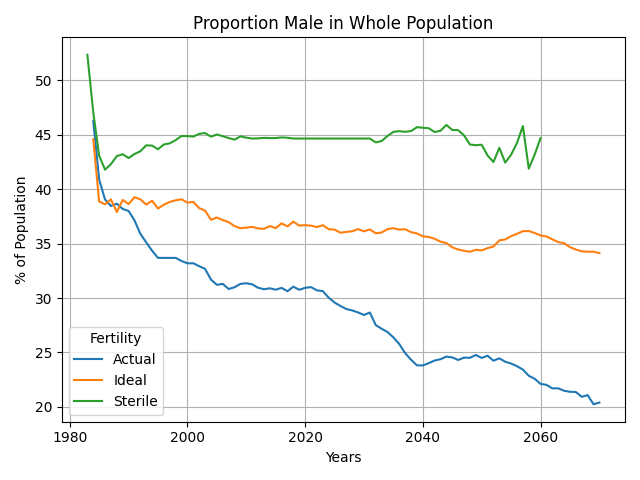 Proportion Male in Whole Population
% of Population
50
45
40
35
30
25
20
Fertility
Actual
Ideal
Sterile
1980
2000
2020
2040
2060
Years